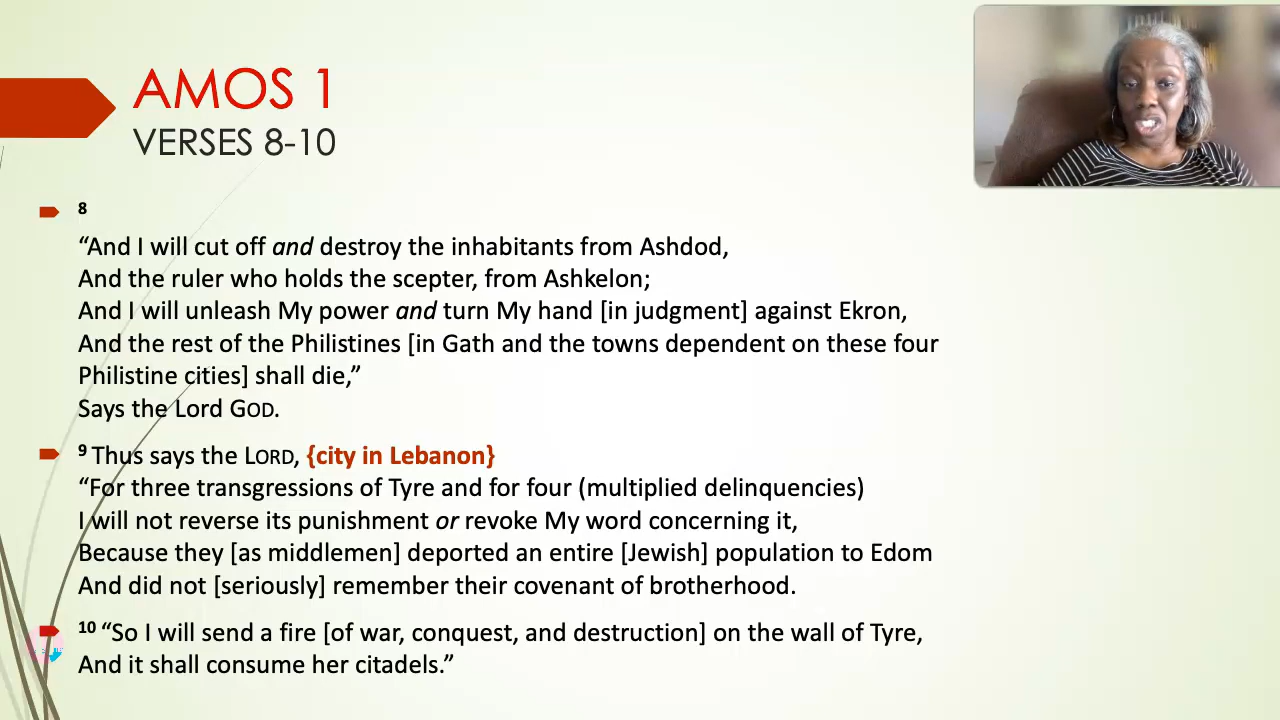 AMOS 1
VERSES 8-10
8
“And I will cut off and destroy the inhabitants from Ashdod,
And the ruler who holds the scepter, from Ashkelon;
And I will unleash My power and turn My hand [in judgment] against Ekron,
And the rest of the Philistines [in Gath and the towns dependent on these four
Philistine cities] shall die,”
Says the Lord GOD.
9 Thus says the LORD, {city in Lebanon}
“For three transgressions of Tyre and for four (multiplied delinquencies)
I will not reverse its punishment or revoke My word concerning it,
Because they [as middlemen] deported an entire [Jewish] population to Edom
And did not [seriously] remember their covenant of brotherhood.
10 “So I will send a fire [of war, conquest, and destruction] on the wall of Tyre,
And it shall consume her citadels.”